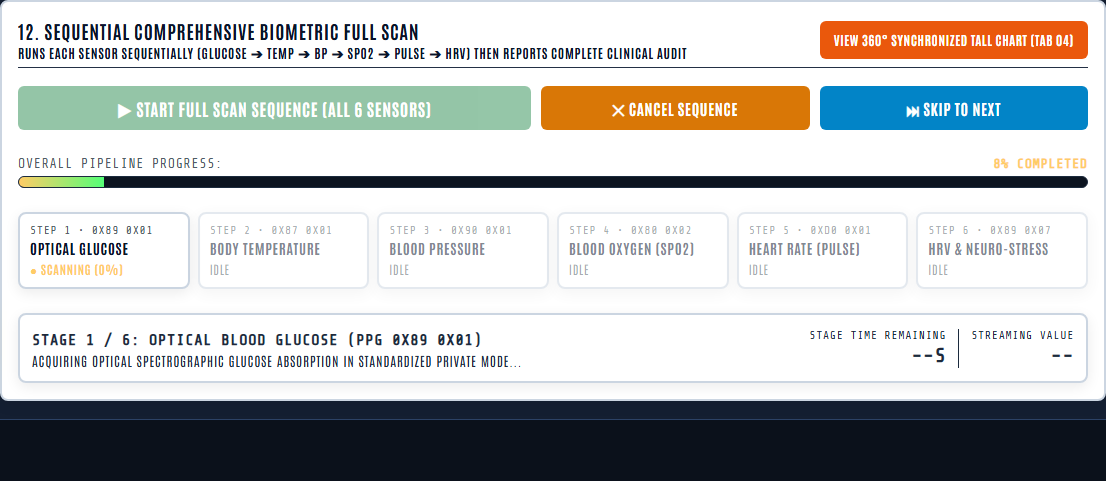 12. SEQUENTIAL COMPREHENSIVE BIOMETRIC FULL SCAN
RUNS EACH SENSOR SEQUENTIALLY (GLUCOSE ➔ TEMP ➔ BP ➔ SPO2 ➔ PULSE ➔ HRV) THEN REPORTS COMPLETE CLINICAL AUDIT
VIEW 360° SYNCHRONIZED TALL CHART (TAB 04)
▶ START FULL SCAN SEQUENCE (ALL 6 SENSORS)
✕ CANCEL SEQUENCE
⏭ SKIP TO NEXT
OVERALL PIPELINE PROGRESS:
8% COMPLETED
STEP 1 · 0X89 0X01
OPTICAL GLUCOSE
● SCANNING (0%)
STEP 2 · 0X87 0X01
BODY TEMPERATURE
IDLE
STEP 3 · 0X90 0X01
BLOOD PRESSURE
IDLE
STEP 4 · 0X80 0X02
BLOOD OXYGEN (SPO2)
IDLE
STEP 5 · 0XD0 0X01
HEART RATE (PULSE)
IDLE
STEP 6 · 0X89 0X07
HRV & NEURO-STRESS
IDLE
STAGE 1 / 6: OPTICAL BLOOD GLUCOSE (PPG 0X89 0X01)
ACQUIRING OPTICAL SPECTROGRAPHIC GLUCOSE ABSORPTION IN STANDARDIZED PRIVATE MODE...
STAGE TIME REMAINING
--S
STREAMING VALUE
--